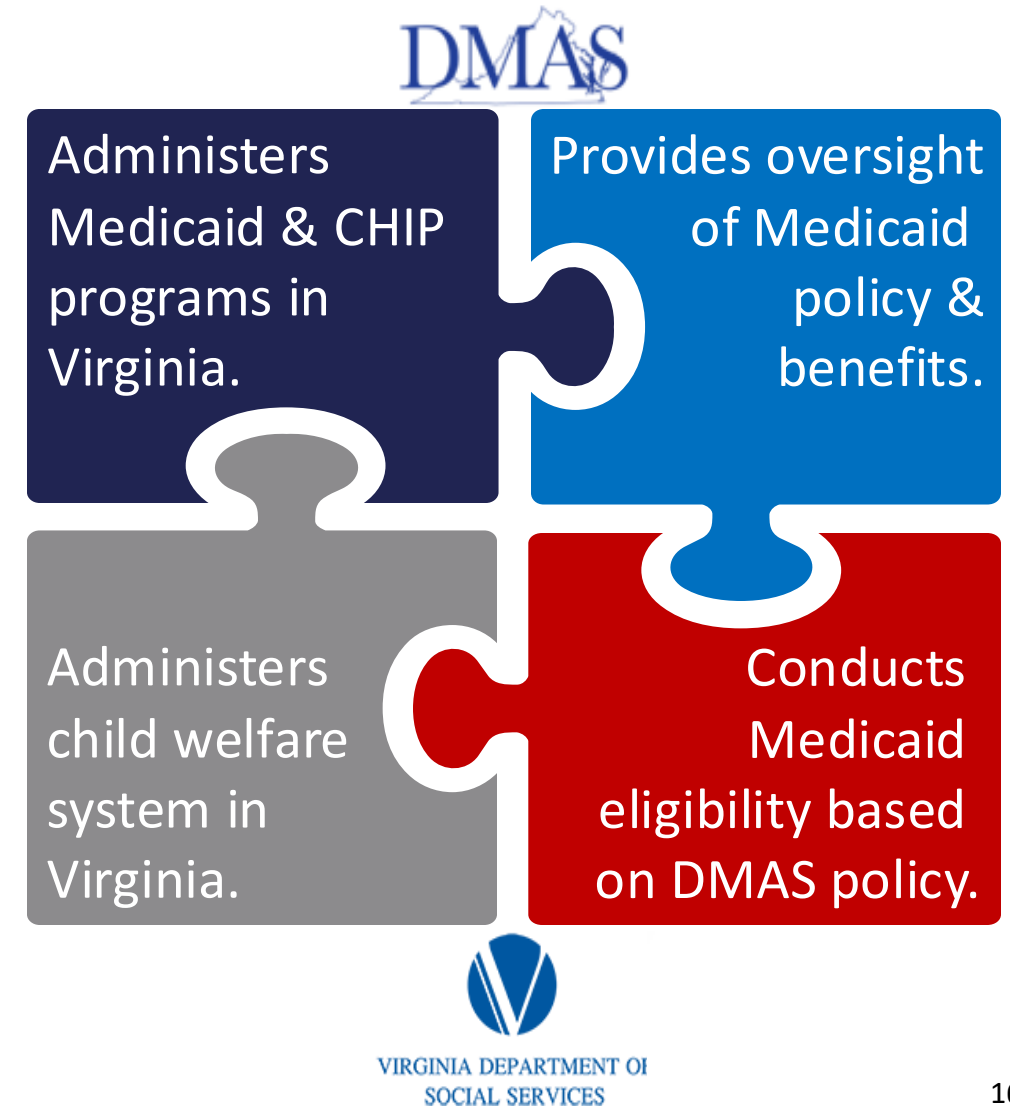 DMAS
Administers
Medicaid & CHIP
programs in
Virginia.
Provides oversight
of Medicaid
policy &
benefits.
Administers
child welfare
system in
Virginia.
Conducts
Medicaid
eligibility based
on DMAS policy.
V
VIRGINIA DEPARTMENT
SOCIAL SERVICES